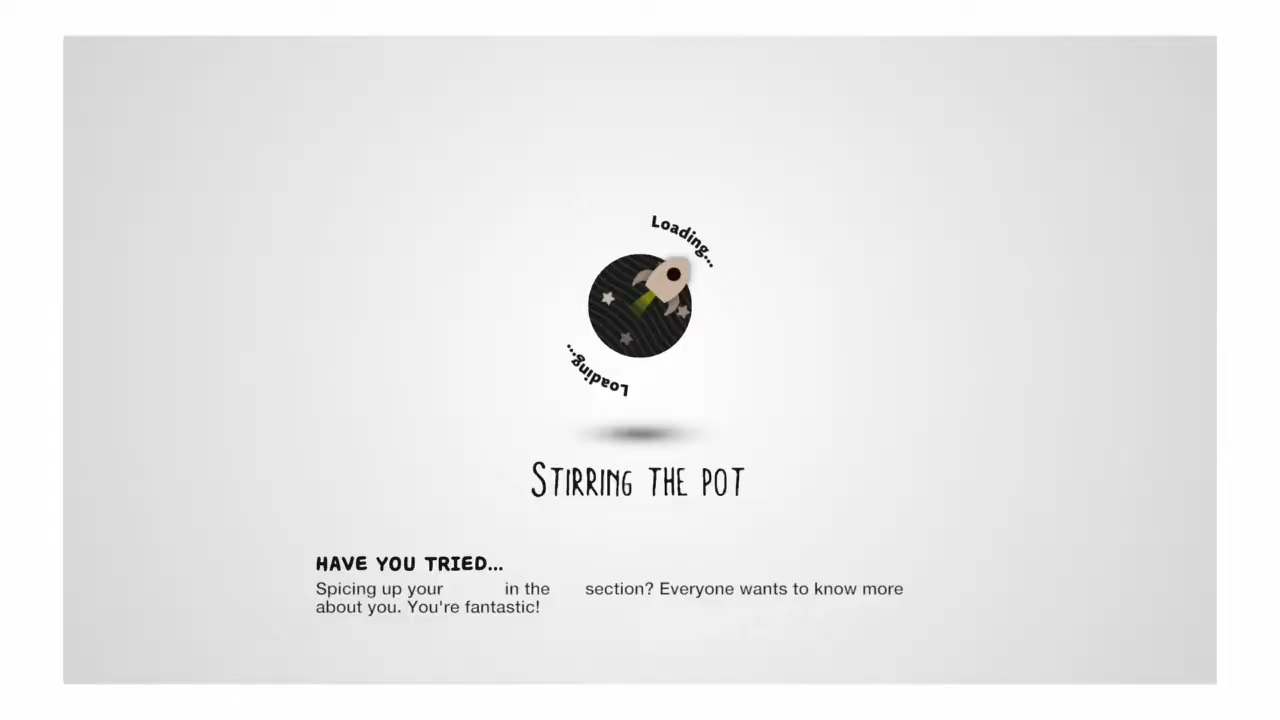 Loading...
Loading...
STIRRING THE POT
HAVE YOU TRIED...
Spicing up your in the section? Everyone wants to know more
about you. You're fantastic!